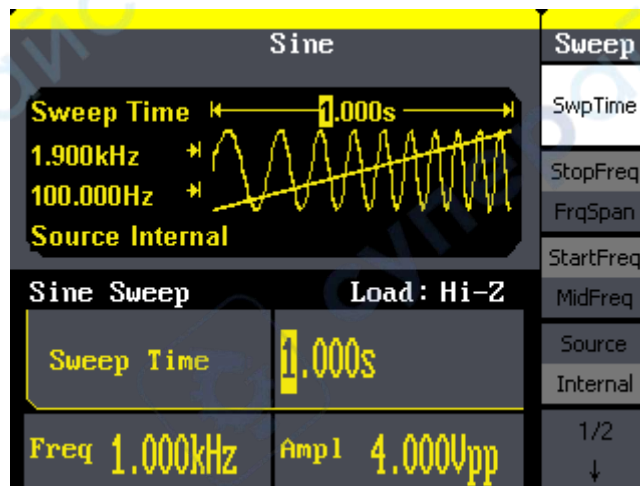 Sine
Sweep
Sweep Time 1.000s
SwpTime
1.900kHz
100.000Hz
StopFreq
FrqSpan
Source Internal
StartFreq
Sine Sweep Load: Hi-Z
MidFreq
Sweep Time 1.000s
Source
Internal
Freq 1.000kHz Ampl 4.000Vpp
1/2